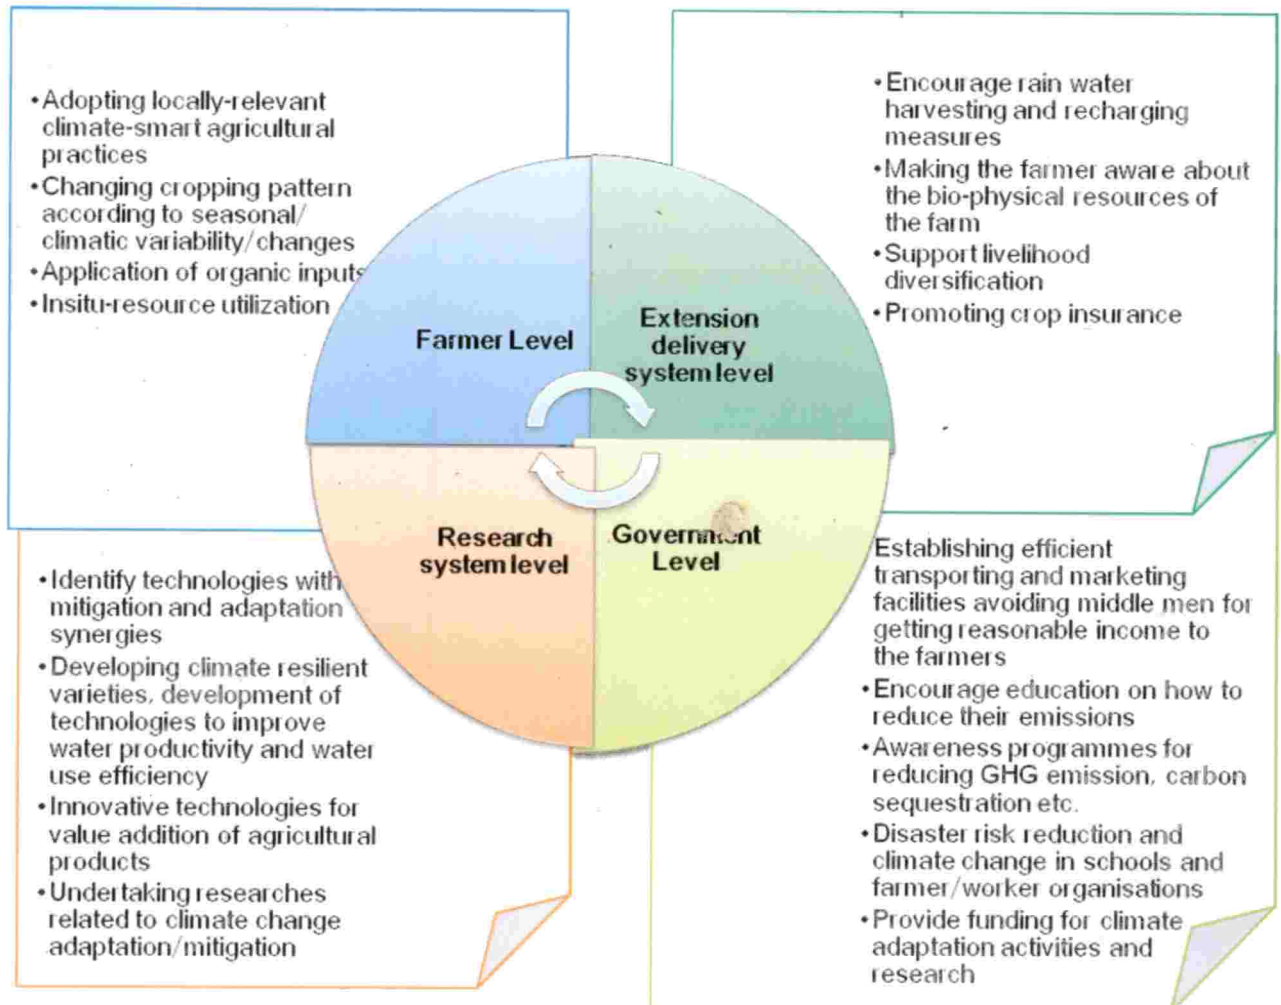 •Adopting locally-relevant
climate-smart agricultural
practices
•Changing cropping pattern
according to seasonal/
climatic variability/changes
•Application of organic inputs
•Insitu-resource utilization
•Encourage rain water
harvesting and recharging
measures
•Making the farmer aware about
the bio-physical resources of
the farm
•Support livelihood
diversification
•Promoting crop insurance
Farmer Level
Extension
delivery
system level
Research
system level
Government
Level
•Identify technologies with
mitigation and adaptation
synergies
•Developing climate resilient
varieties, development of
technologies to improve
water productivity and water
use efficiency
•Innovative technologies for
value addition of agricultural
products
•Undertaking researches
related to climate change
adaptation/mitigation
Establishing efficient
transporting and marketing
facilities avoiding middle men for
getting reasonable income to
the farmers
•Encourage education on how to
reduce their emissions
•Awareness programmes for
reducing GHG emission, carbon
sequestration etc.
•Disaster risk reduction and
climate change in schools and
farmer/worker organisations
•Provide funding for climate
adaptation activities and
research